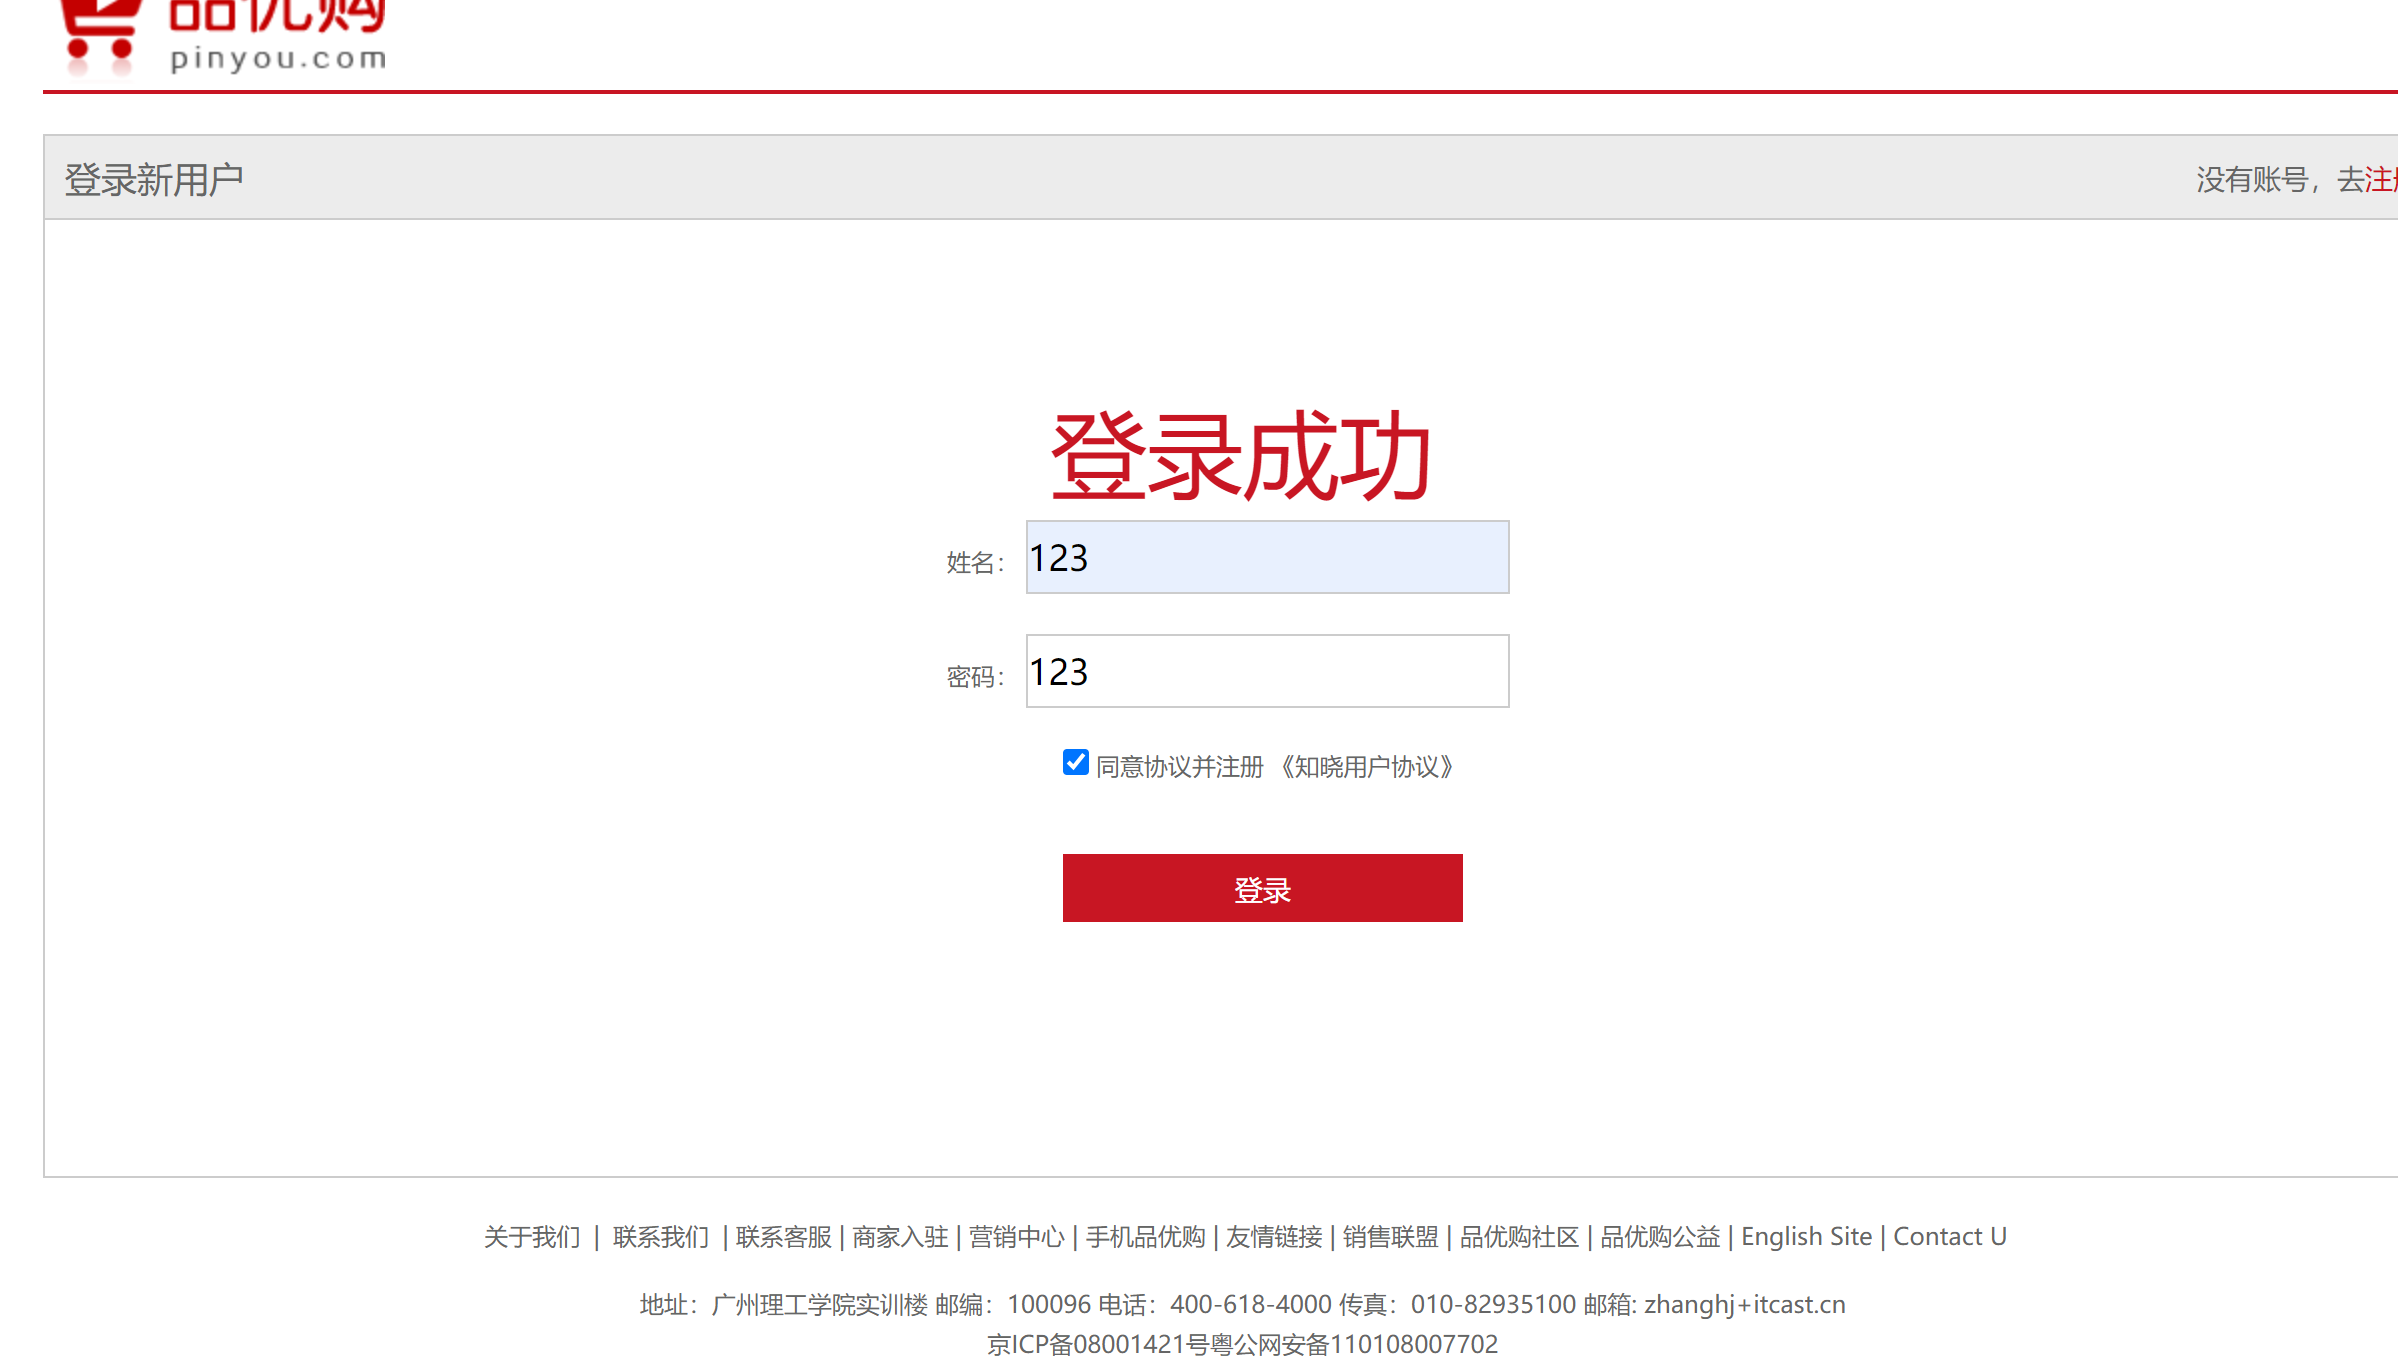 品优购
pinyou.com
登录新用户
没有账号，去注册
登录成功
姓名： 123
密码： 123
同意协议并注册 《知晓用户协议》
登录
关于我们 | 联系我们 | 联系客服 | 商家入驻 | 营销中心 | 手机品优购 | 友情链接 | 销售联盟 | 品优购社区 | 品优购公益 | English Site | Contact U
地址：广州理工学院实训楼 邮编：100096 电话：400-618-4000 传真：010-82935100 邮箱: zhanghj+itcast.cn
京ICP备08001421号粤公网安备110108007702